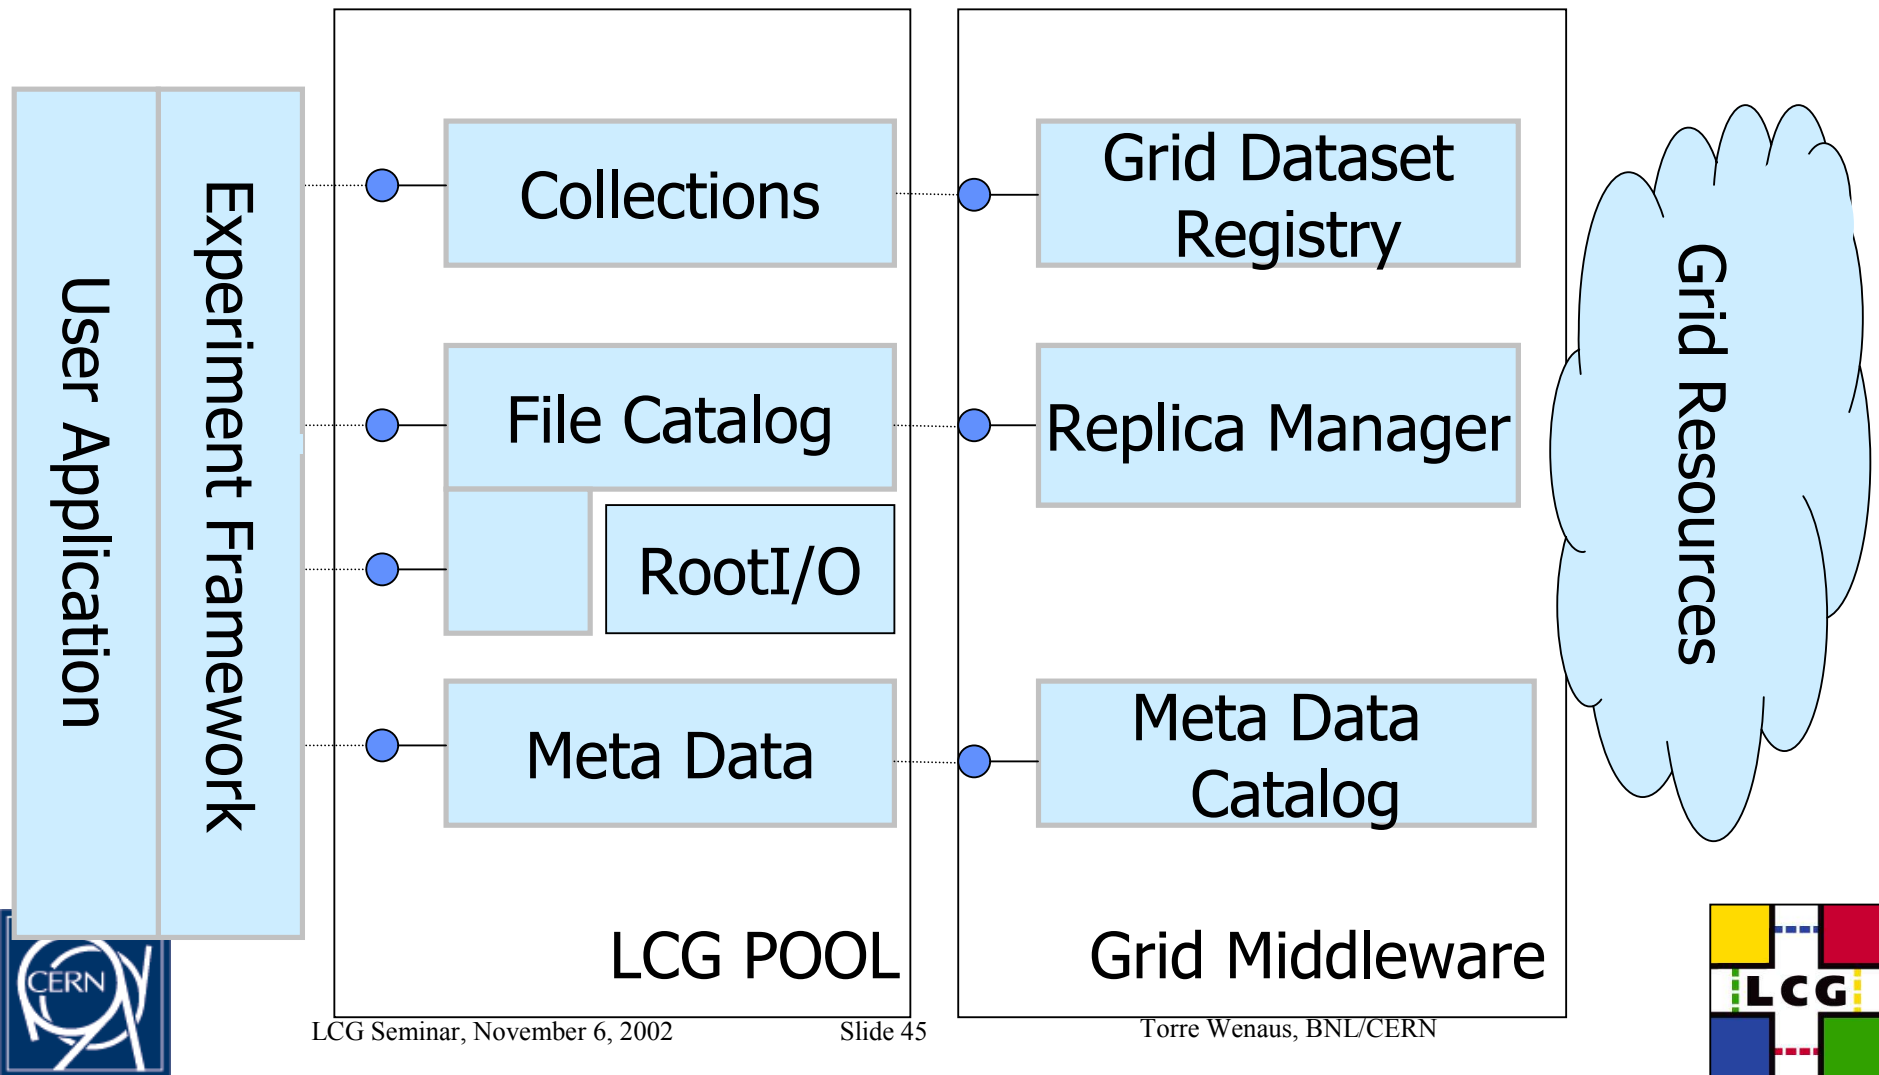 User Application
Experiment Framework
Collections
File Catalog
RootI/O
Meta Data
LCG POOL
Grid Dataset
Registry
Replica Manager
Meta Data
Catalog
Grid Middleware
Grid Resources
CERN
LCG Seminar, November 6, 2002
Slide 45
Torre Wenaus, BNL/CERN
LCG